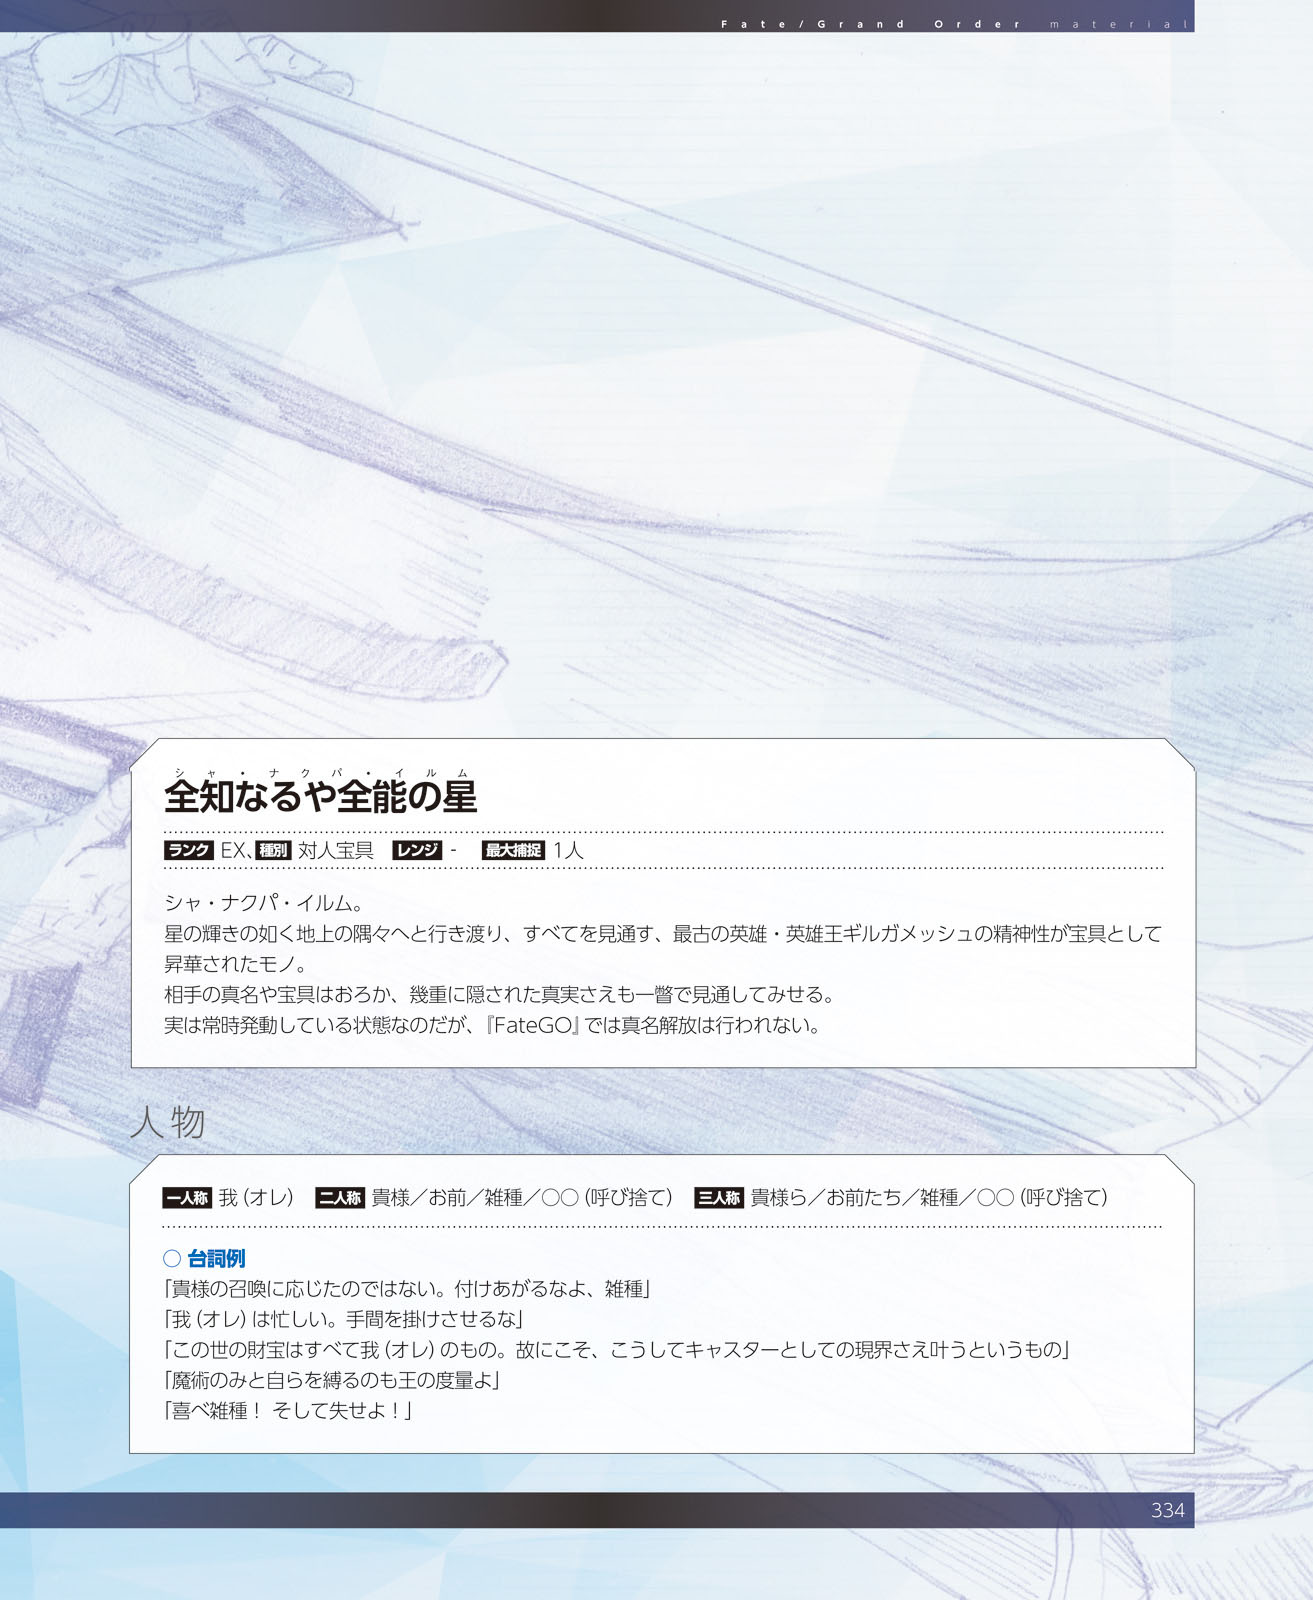 Fate/Grand Order material
シャ・ナクパ・イルム
全知なるや全能の星
ランク EX、種別 対人宝具 レンジ - 最大捕捉 1人
シャ・ナクパ・イルム。
星の輝きの如く地上の隅々へと行き渡り、すべてを見通す、最古の英雄・英雄王ギルガメッシュの精神性が宝具として
昇華されたモノ。
相手の真名や宝具はおろか、幾重に隠された真実さえも一瞥で見通してみせる。
実は常時発動している状態なのだが、『FateGO』では真名解放は行われない。
人物
一人称 我（オレ） 二人称 貴様／お前／雑種／○○（呼び捨て） 三人称 貴様ら／お前たち／雑種／○○（呼び捨て）
○ 台詞例
「貴様の召喚に応じたのではない。付けあがるなよ、雑種」
「我（オレ）は忙しい。手間を掛けさせるな」
「この世の財宝はすべて我（オレ）のもの。故にこそ、こうしてキャスターとしての現界さえ叶うというもの」
「魔術のみと自らを縛るのも王の度量よ」
「喜べ雑種！ そして失せよ！」
334